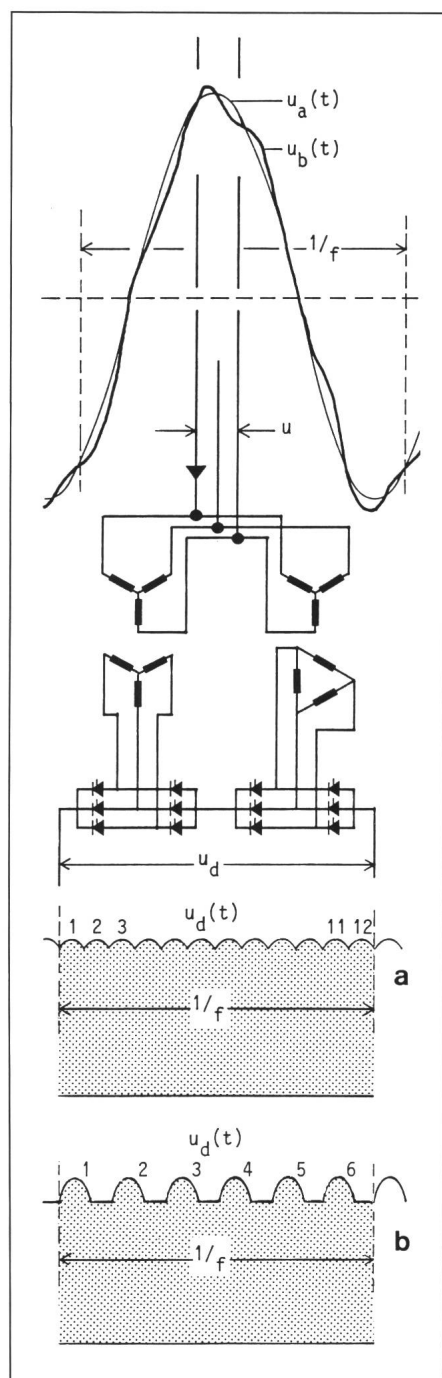 u_a(t)
u_b(t)
1/f
u
u_d
u_d(t)
1 2 3 11 12
a
1/f
u_d(t)
1 2 3 4 5 6
b
1/f